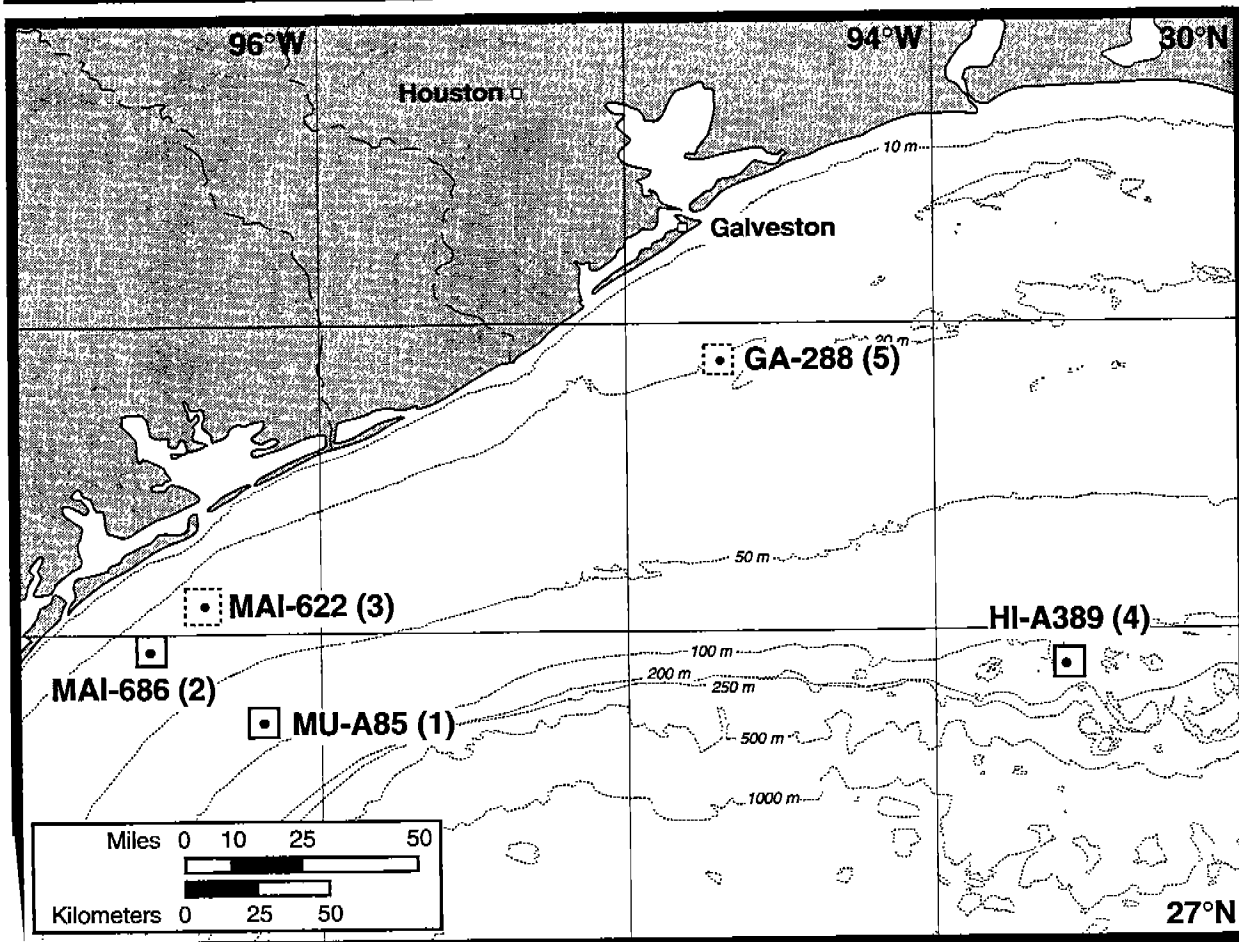 96°W
94°W
30°N
Houston
10 m
Galveston
20 m
GA-288 (5)
50 m
MAI-622 (3)
HI-A389 (4)
MAI-686 (2)
100 m
200 m
250 m
MU-A85 (1)
500 m
1000 m
Miles 0 10 25 50
Kilometers 0 25 50
27°N